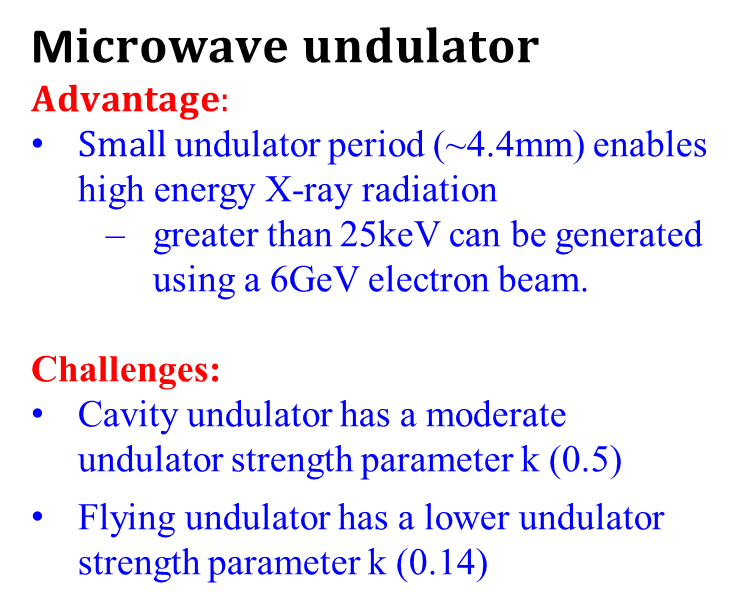 Microwave undulator
Advantage:
• Small undulator period (~4.4mm) enables
high energy X-ray radiation
– greater than 25keV can be generated
using a 6GeV electron beam.
Challenges:
• Cavity undulator has a moderate
undulator strength parameter k (0.5)
• Flying undulator has a lower undulator
strength parameter k (0.14)